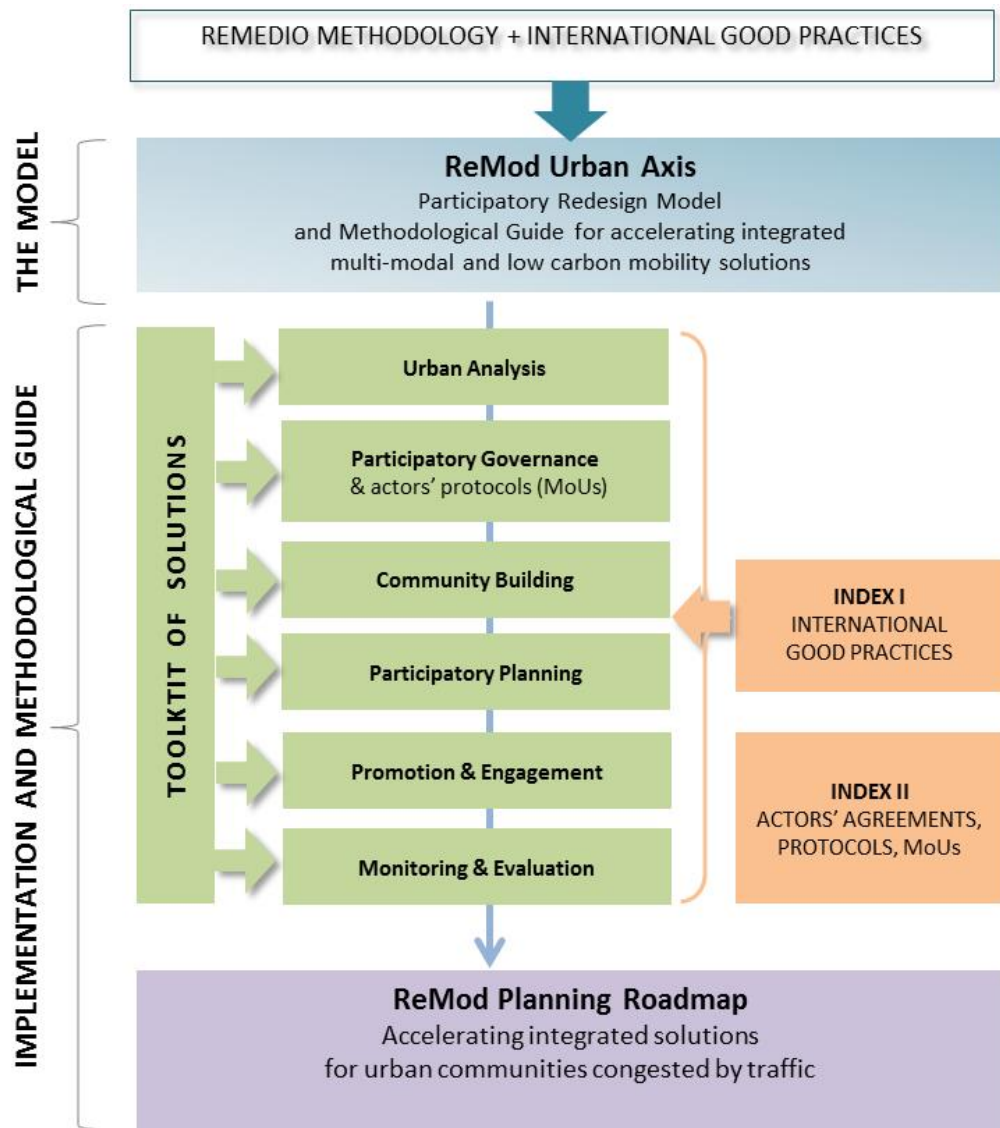 REMEDIO METHODOLOGY + INTERNATIONAL GOOD PRACTICES
THE MODEL
ReMod Urban Axis
Participatory Redesign Model
and Methodological Guide for accelerating integrated
multi-modal and low carbon mobility solutions
IMPLEMENTATION AND METHODOLOGICAL GUIDE
TOOLKTIT OF SOLUTIONS
Urban Analysis
Participatory Governance
& actors' protocols (MoUs)
Community Building
Participatory Planning
Promotion & Engagement
Monitoring & Evaluation
INDEX I
INTERNATIONAL
GOOD PRACTICES
INDEX II
ACTORS' AGREEMENTS,
PROTOCOLS, MoUs
ReMod Planning Roadmap
Accelerating integrated solutions
for urban communities congested by traffic